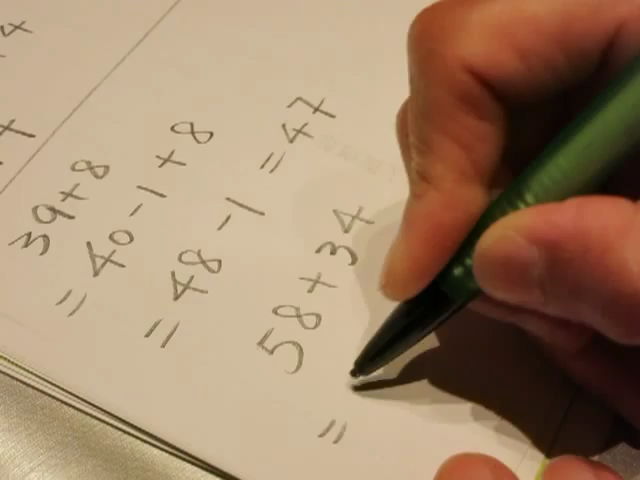 39+8
= 40-1+8
= 48-1 = 47
58+34
=